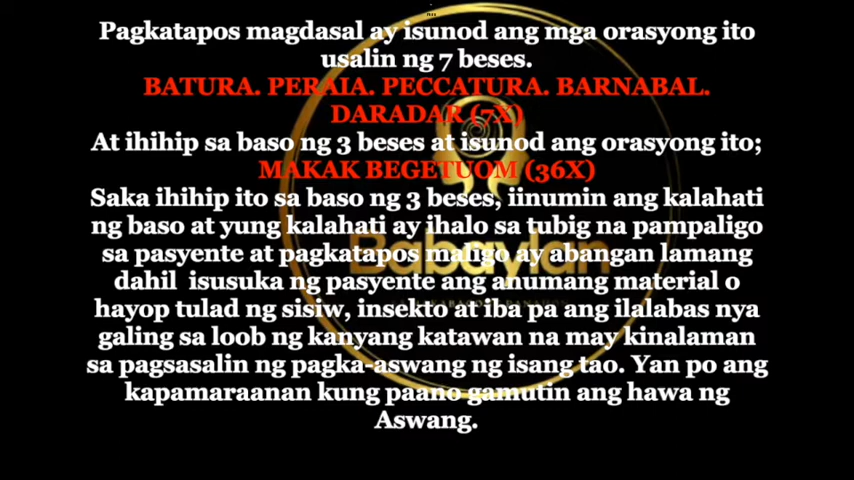 Pagkatapos magdasal ay isunod ang mga orasyong ito
usalin ng 7 beses.
BATURA. PERAIA. PECCATURA. BARNABAL.
DARADAR (7X)
At ihihip sa baso ng 3 beses at isunod ang orasyong ito;
MAKAK BEGETUOM (36X)
Saka ihihip ito sa baso ng 3 beses, iinumin ang kalahati
ng baso at yung kalahati ay ihalo sa tubig na pampaligo
sa pasyente at pagkatapos maligo ay abangan lamang
dahil isusuka ng pasyente ang anumang material o
hayop tulad ng sisiw, insekto at iba pa ang ilalabas nya
galing sa loob ng kanyang katawan na may kinalaman
sa pagsasalin ng pagka-aswang ng isang tao. Yan po ang
kapamaraanan kung paano gamutin ang hawa ng
Aswang.
Babaylan